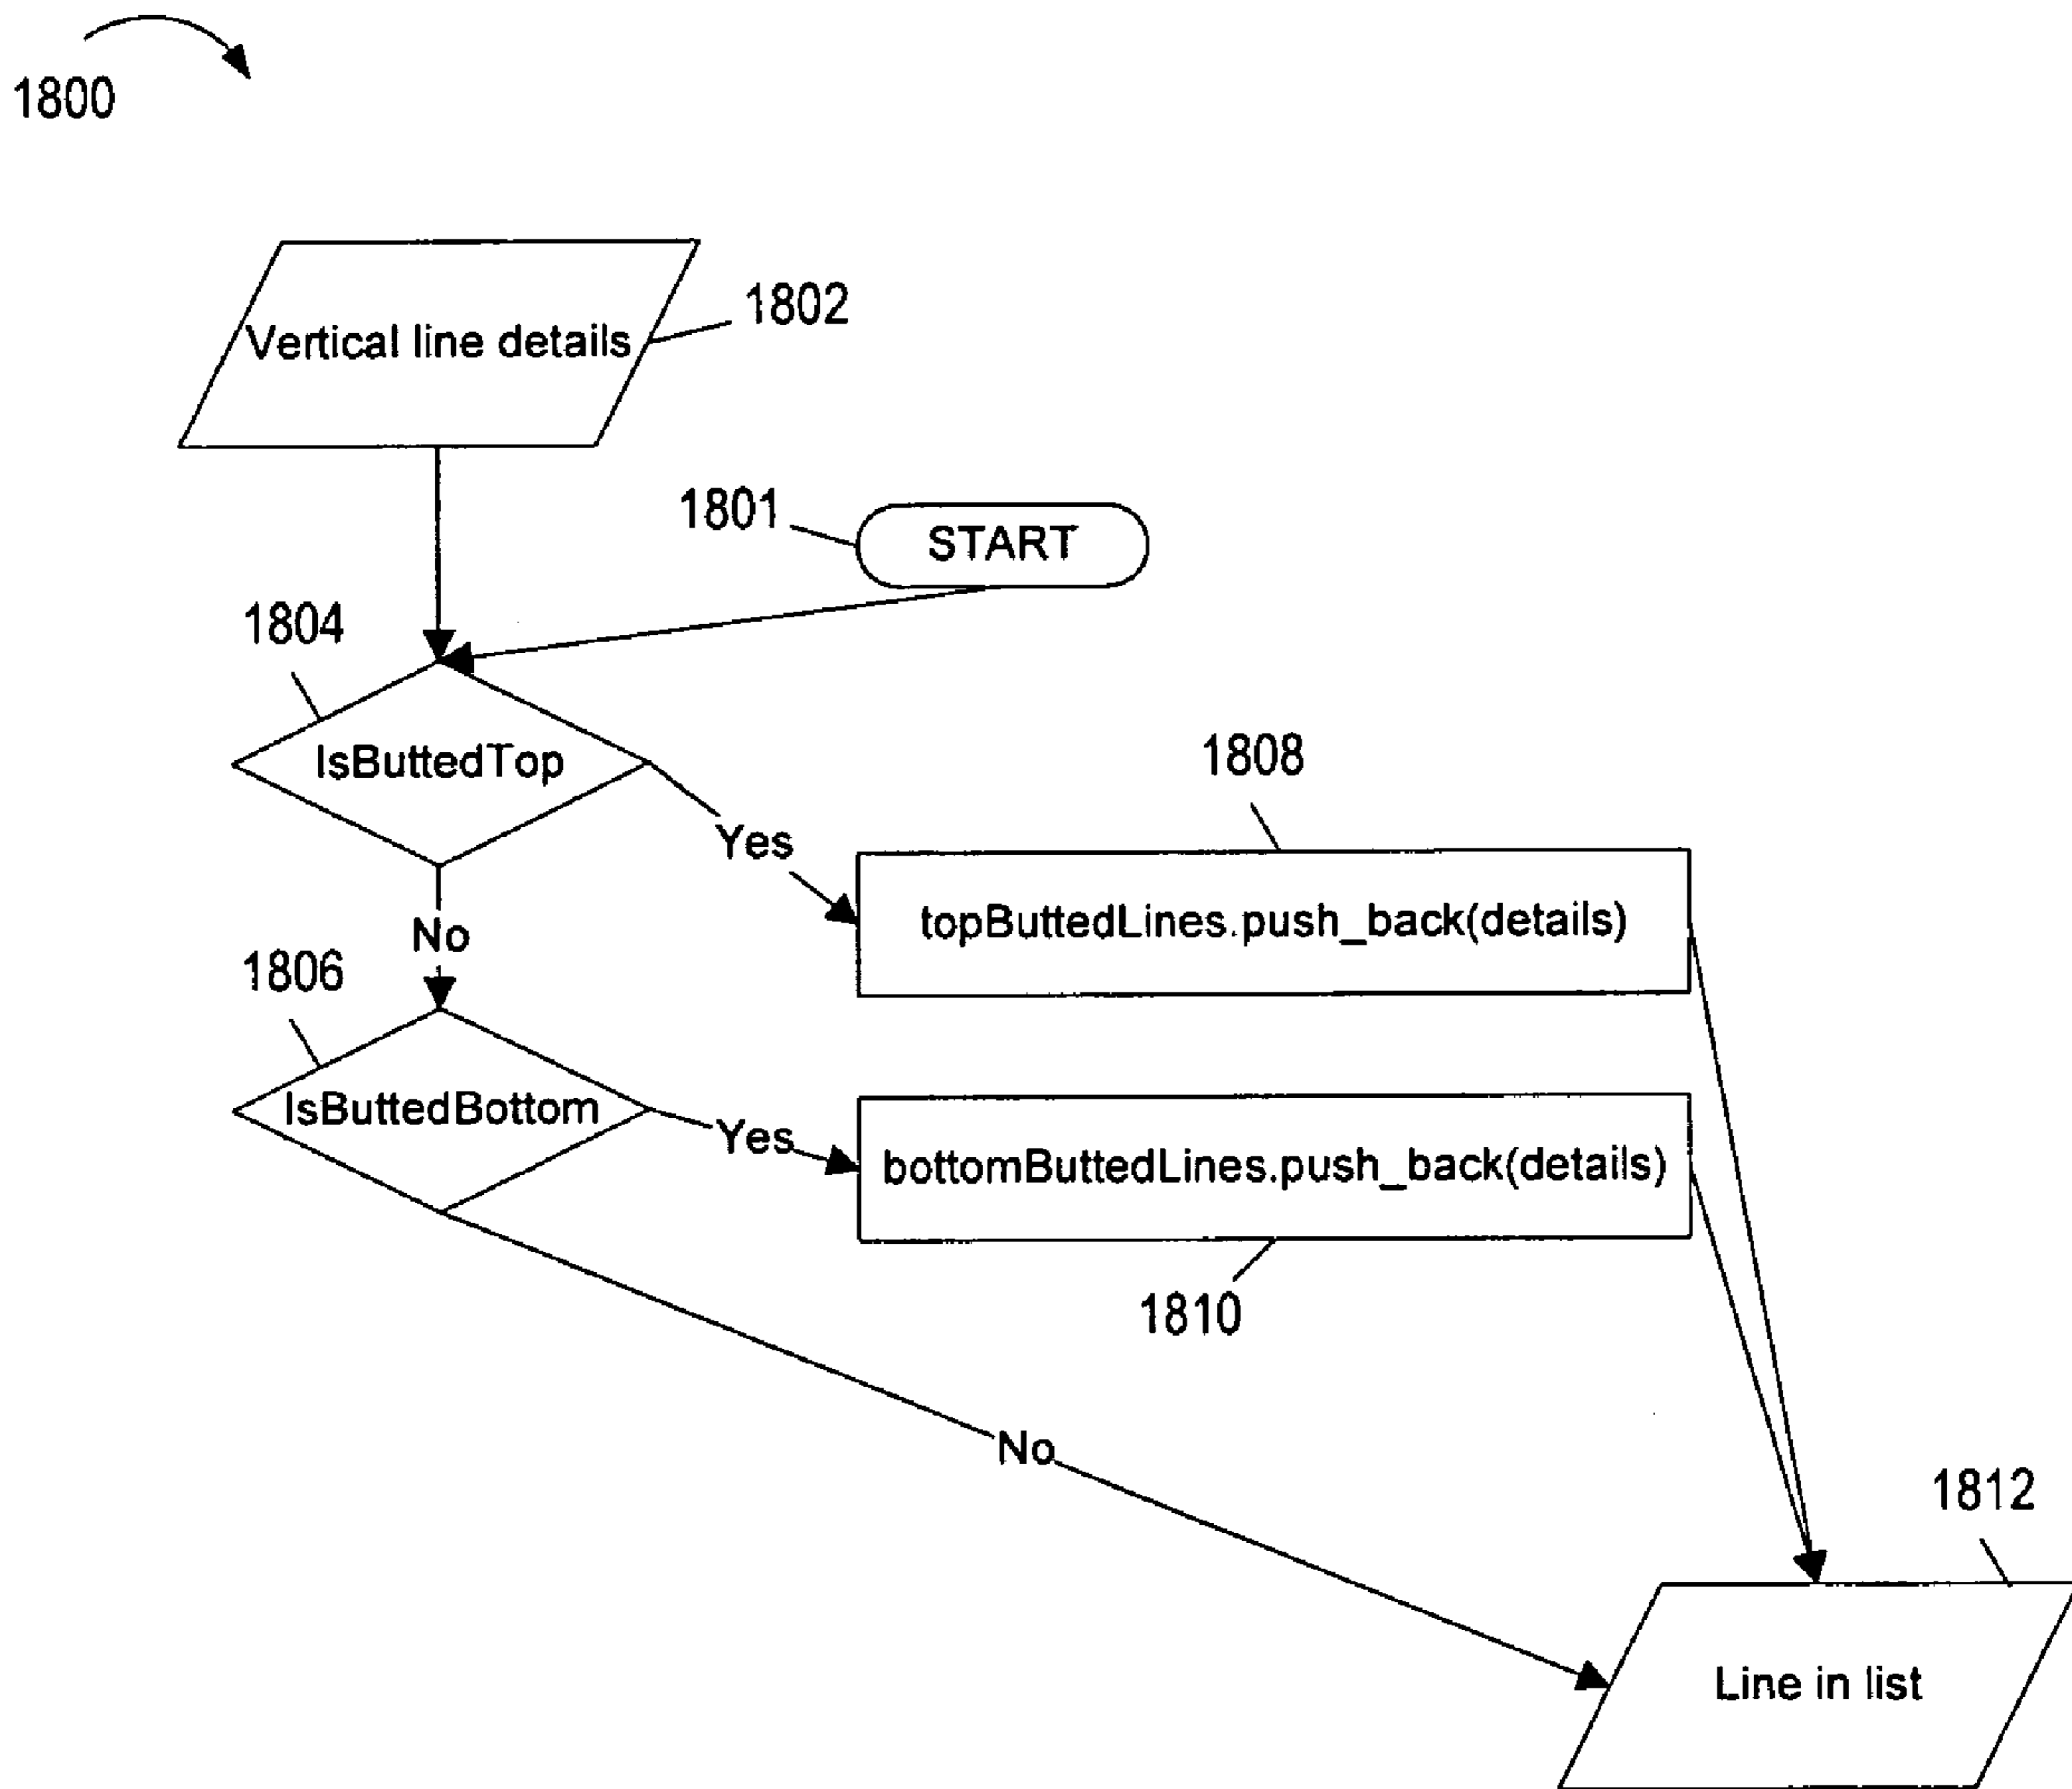 1800
Vertical line details
1802
1801
START
1804
IsButtedTop
Yes
1808
topButtedLines.push_back(details)
No
1806
IsButtedBottom
Yes
bottomButtedLines.push_back(details)
1810
No
1812
Line in list